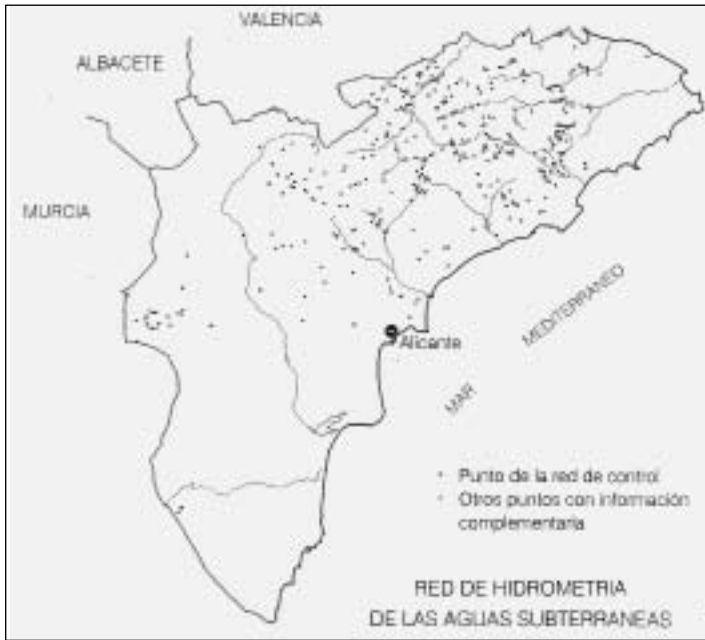 VALENCIA
ALBACETE
MURCIA
MEDITERRANEO
Alicante
MAR
Punto de la red de control
Otros puntos con información
complementaria
RED DE HIDROMETRIA
DE LAS AGUAS SUBTERRANEAS